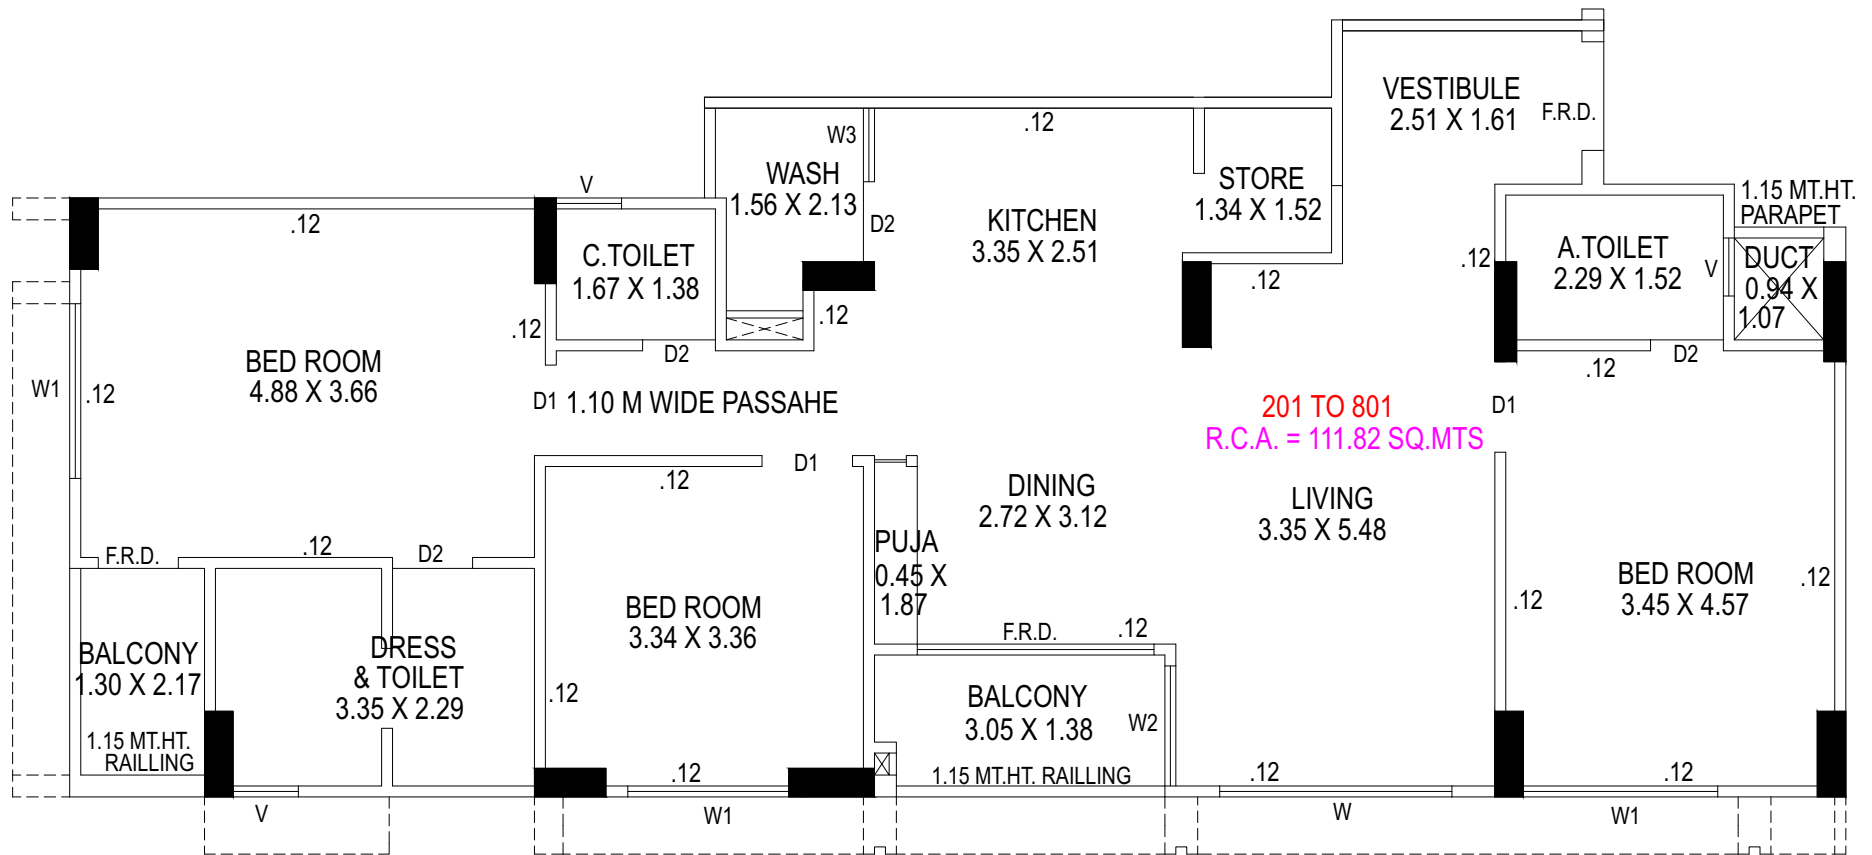 VESTIBULE
2.51 X 1.61
F.R.D.
.12
W3
WASH
1.56 X 2.13
D2
KITCHEN
3.35 X 2.51
STORE
1.34 X 1.52
.12
1.15 MT.HT.
PARAPET
V
.12
C.TOILET
1.67 X 1.38
.12
D2
.12
.12
A.TOILET
2.29 X 1.52
V
DUCT
0.94 X
1.07
D2
.12
BED ROOM
4.88 X 3.66
W1
.12
D1
1.10 M WIDE PASSAHE
201 TO 801
R.C.A. = 111.82 SQ.MTS
D1
.12
D1
DINING
2.72 X 3.12
LIVING
3.35 X 5.48
PUJA
0.45 X
1.87
F.R.D.
.12
D2
BED ROOM
3.34 X 3.36
.12
BED ROOM
3.45 X 4.57
.12
.12
F.R.D.
.12
BALCONY
1.30 X 2.17
1.15 MT.HT.
RAILLING
DRESS
& TOILET
3.35 X 2.29
BALCONY
3.05 X 1.38
W2
1.15 MT.HT. RAILLING
.12
.12
.12
V
W1
W
W1